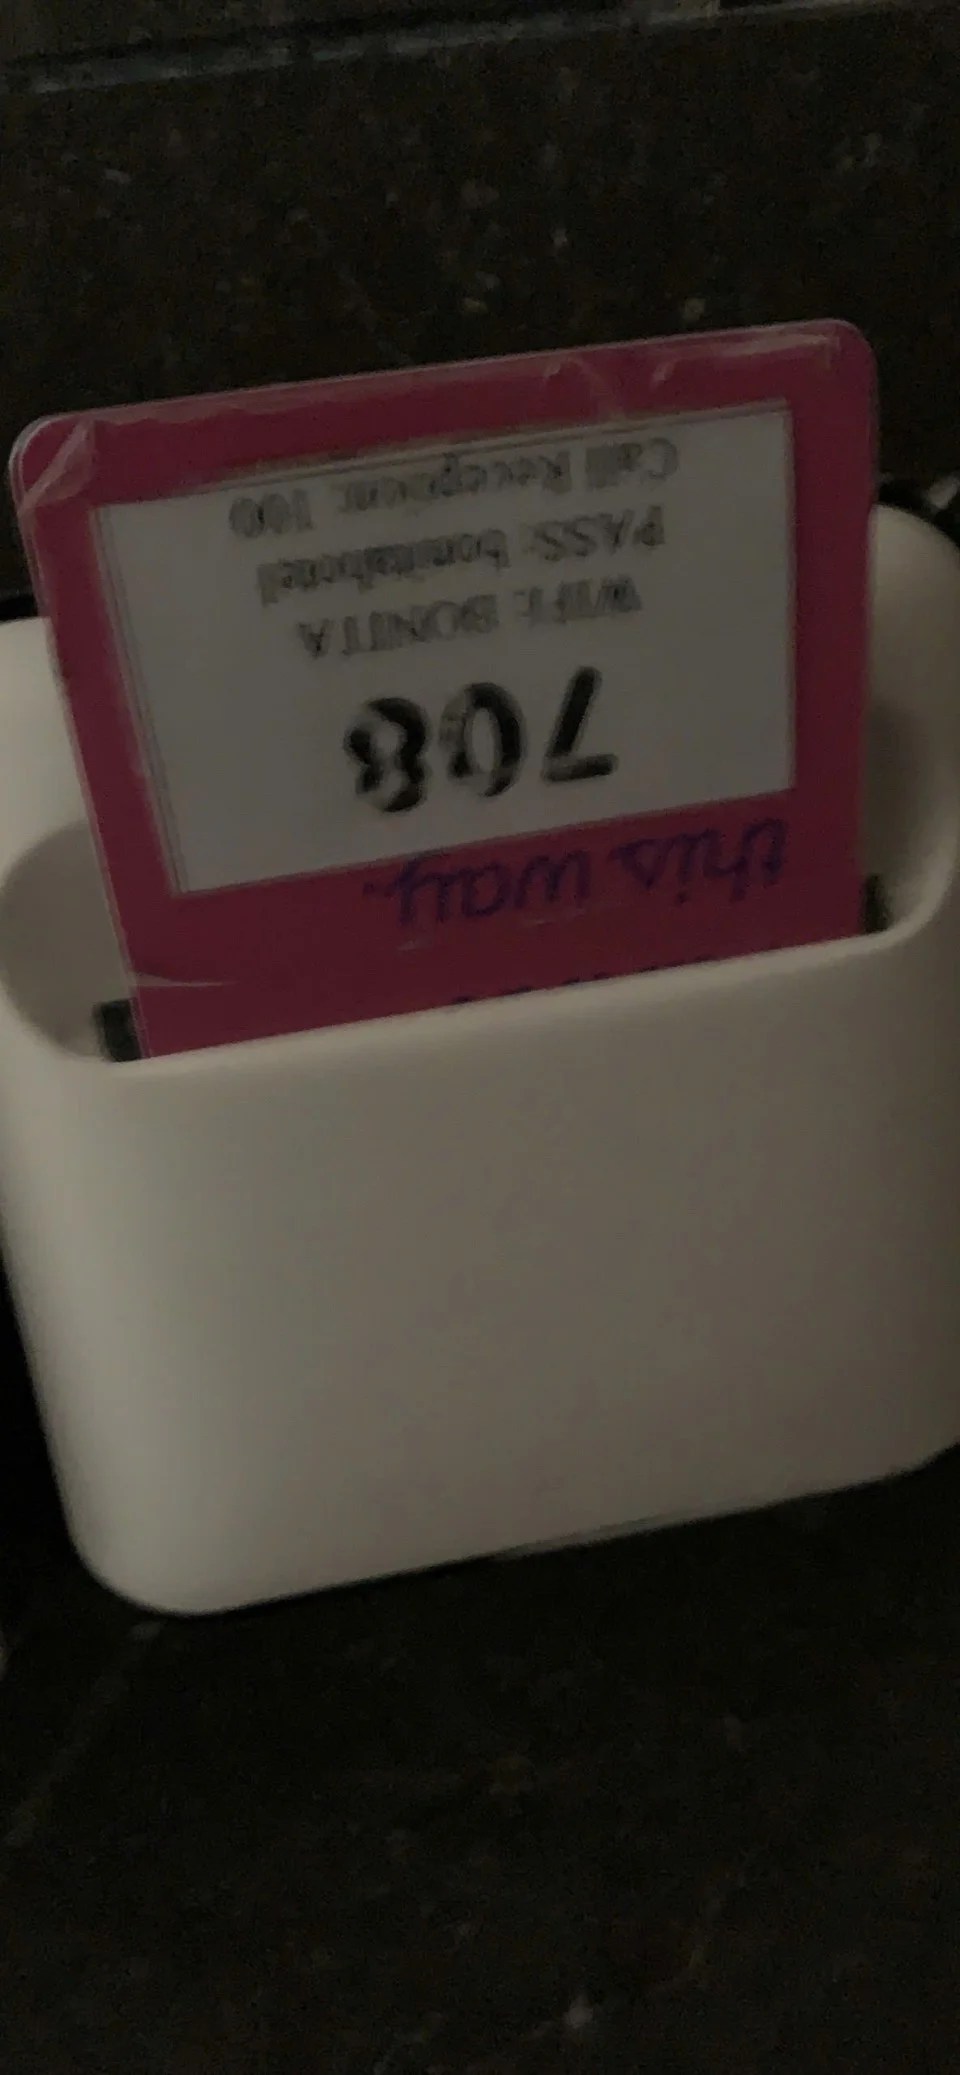 this way.
708
WIFI: BONITA
PASS: bonitahotel
Call Reception: 100